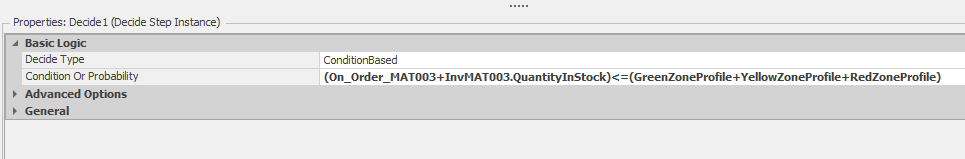 Properties: Decide1 (Decide Step Instance)
Basic Logic
Decide Type ConditionBased
Condition Or Probability (On_Order_MAT003+InvMAT003.QuantityInStock)<=(GreenZoneProfile+YellowZoneProfile+RedZoneProfile)
Advanced Options
General